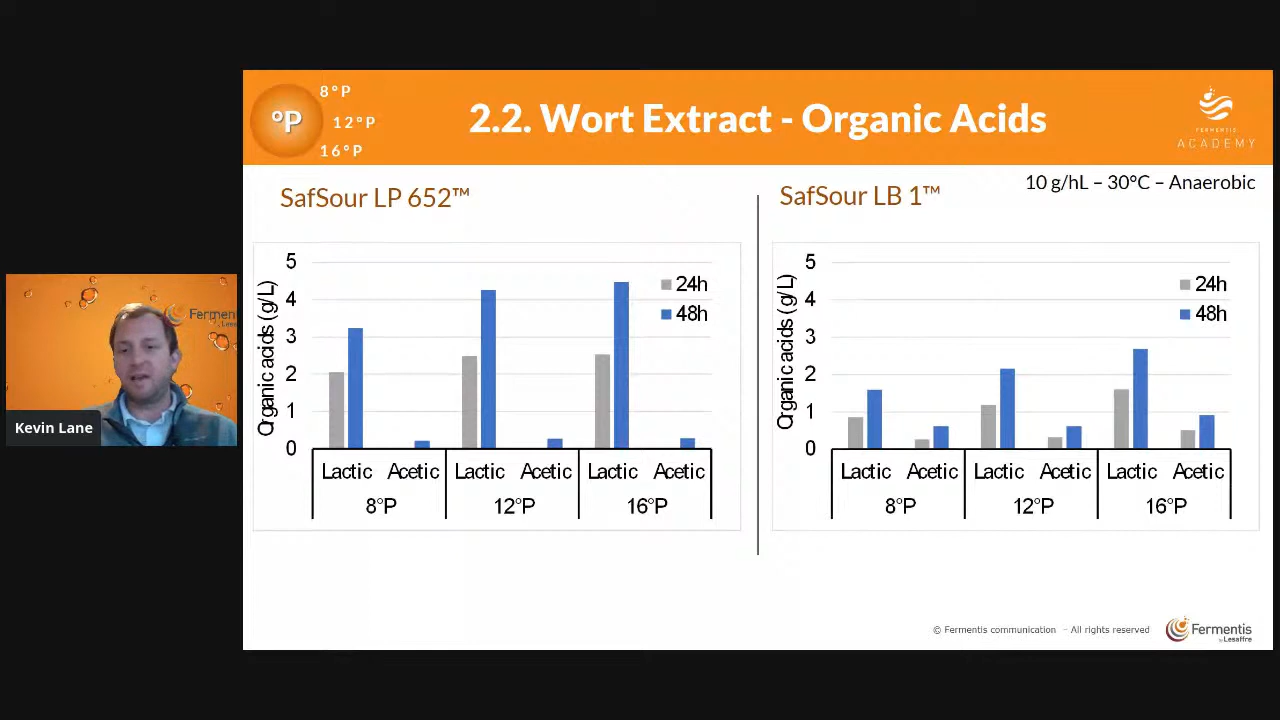 °P
8°P
12°P
16°P
2.2. Wort Extract - Organic Acids
FERMENTIS
ACADEMY
SafSour LP 652™
SafSour LB 1™
10 g/hL – 30°C – Anaerobic
Organic acids (g/L)
5
4
3
2
1
0
24h
48h
Lactic Acetic Lactic Acetic Lactic Acetic
8°P 12°P 16°P
Organic acids (g/L)
5
4
3
2
1
0
24h
48h
Lactic Acetic Lactic Acetic Lactic Acetic
8°P 12°P 16°P
Fermentis
Kevin Lane
© Fermentis communication – All rights reserved
Fermentis
by Lesaffre